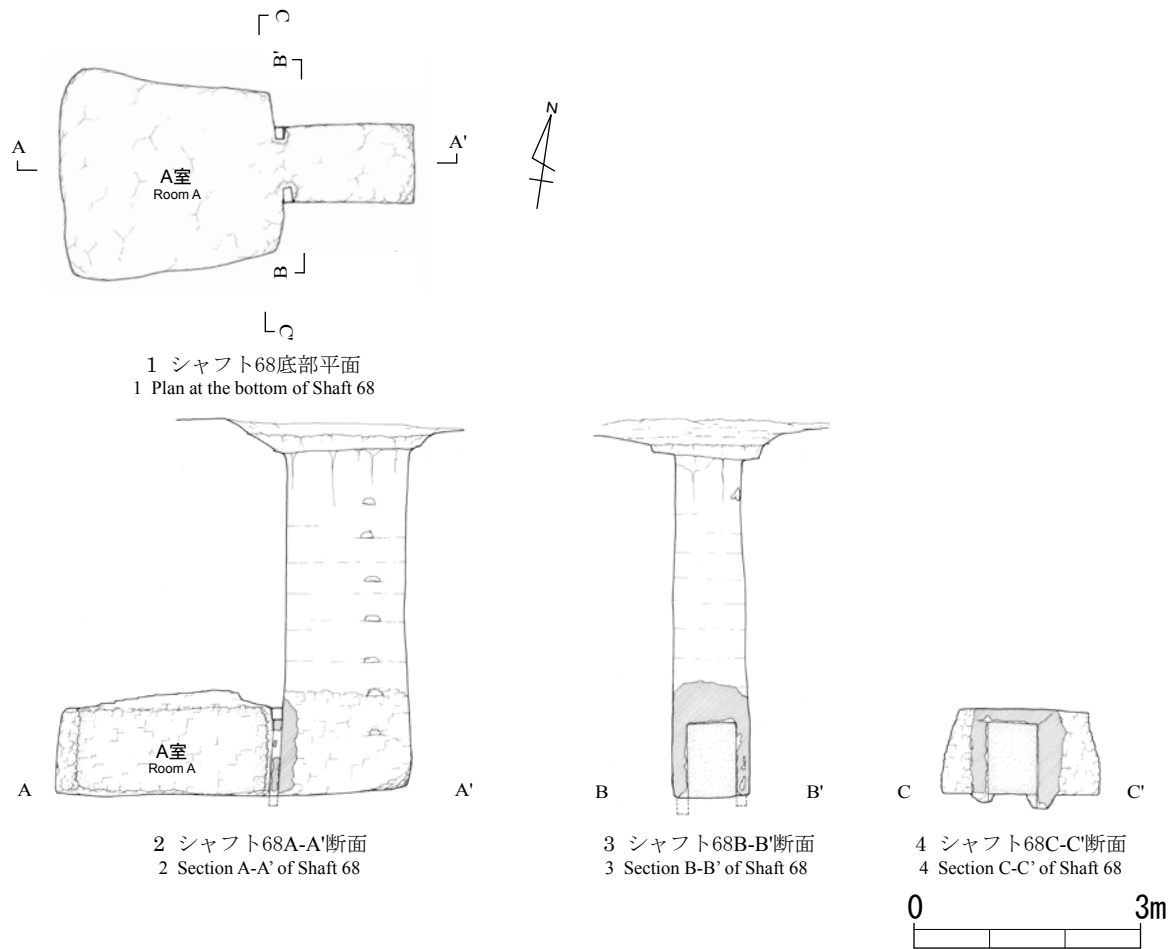 C
B'
N
A
A'
A室
Room A
B
C'
1 シャフト68底部平面
1 Plan at the bottom of Shaft 68
A室
Room A
A
A'
B
B'
C
C'
2 シャフト68A-A'断面
2 Section A-A’ of Shaft 68
3 シャフト68B-B'断面
3 Section B-B’ of Shaft 68
4 シャフト68C-C'断面
4 Section C-C’ of Shaft 68
0
3m